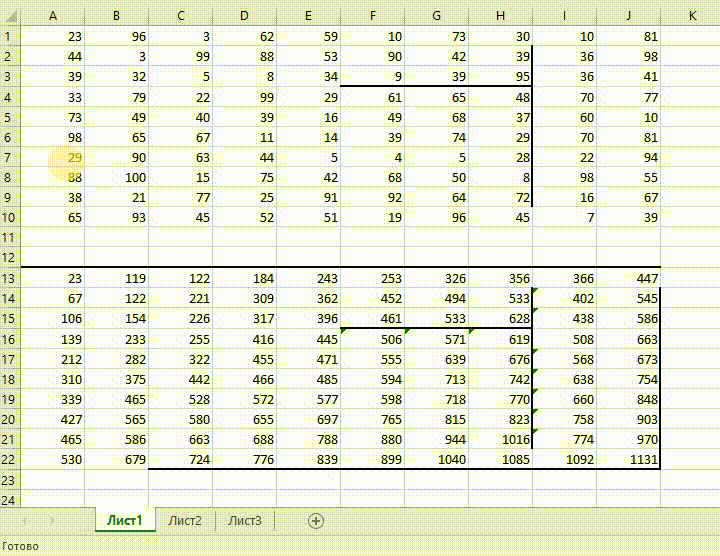 A B C D E F G H I J K
1 23 96 3 62 59 10 73 30 10 81
2 44 3 99 88 53 90 42 39 36 98
3 39 32 5 8 34 9 39 95 36 41
4 33 79 22 99 29 61 65 48 70 77
5 73 49 40 39 16 49 68 37 60 10
6 98 65 67 11 14 39 74 29 70 81
7 29 90 63 44 5 4 5 28 22 94
8 88 100 15 75 42 68 50 8 98 55
9 38 21 77 25 91 92 64 72 16 67
10 65 93 45 52 51 19 96 45 7 39
11
12
13 23 119 122 184 243 253 326 356 366 447
14 67 122 221 309 362 452 494 533 402 545
15 106 154 226 317 396 461 533 628 438 586
16 139 233 255 416 445 506 571 619 508 663
17 212 282 322 455 471 555 639 676 568 673
18 310 375 442 466 485 594 713 742 638 754
19 339 465 528 572 577 598 718 770 660 848
20 427 565 580 655 697 765 815 823 758 903
21 465 586 663 688 788 880 944 1016 774 970
22 530 679 724 776 839 899 1040 1085 1092 1131
23
24
Лист1 Лист2 Лист3
Готово